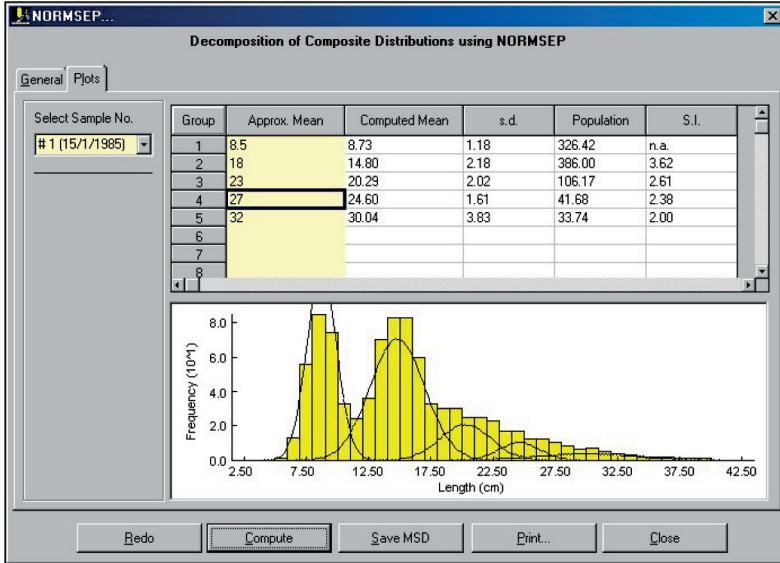 NORMSEP...
Decomposition of Composite Distributions using NORMSEP
General Plots
Select Sample No.
# 1 (15/1/1985)
Group Approx. Mean Computed Mean s.d. Population S.I.
1 8.5 8.73 1.18 326.42 n.a.
2 18 14.80 2.18 386.00 3.62
3 23 20.29 2.02 106.17 2.61
4 27 24.60 1.61 41.68 2.38
5 32 30.04 3.83 33.74 2.00
6
7
8
Frequency (10^1)
8.0
6.0
4.0
2.0
0.0
2.50 7.50 12.50 17.50 22.50 27.50 32.50 37.50 42.50
Length (cm)
Redo Compute Save MSD Print... Close